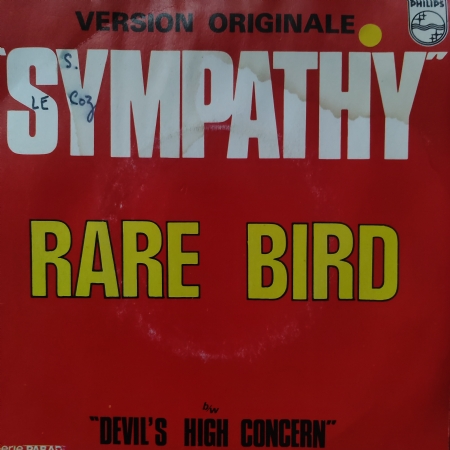 VERSION ORIGINALE
PHILIPS
"SYMPATHY"
S.
LE Coz
RARE BIRD
b/w
"DEVIL'S HIGH CONCERN"